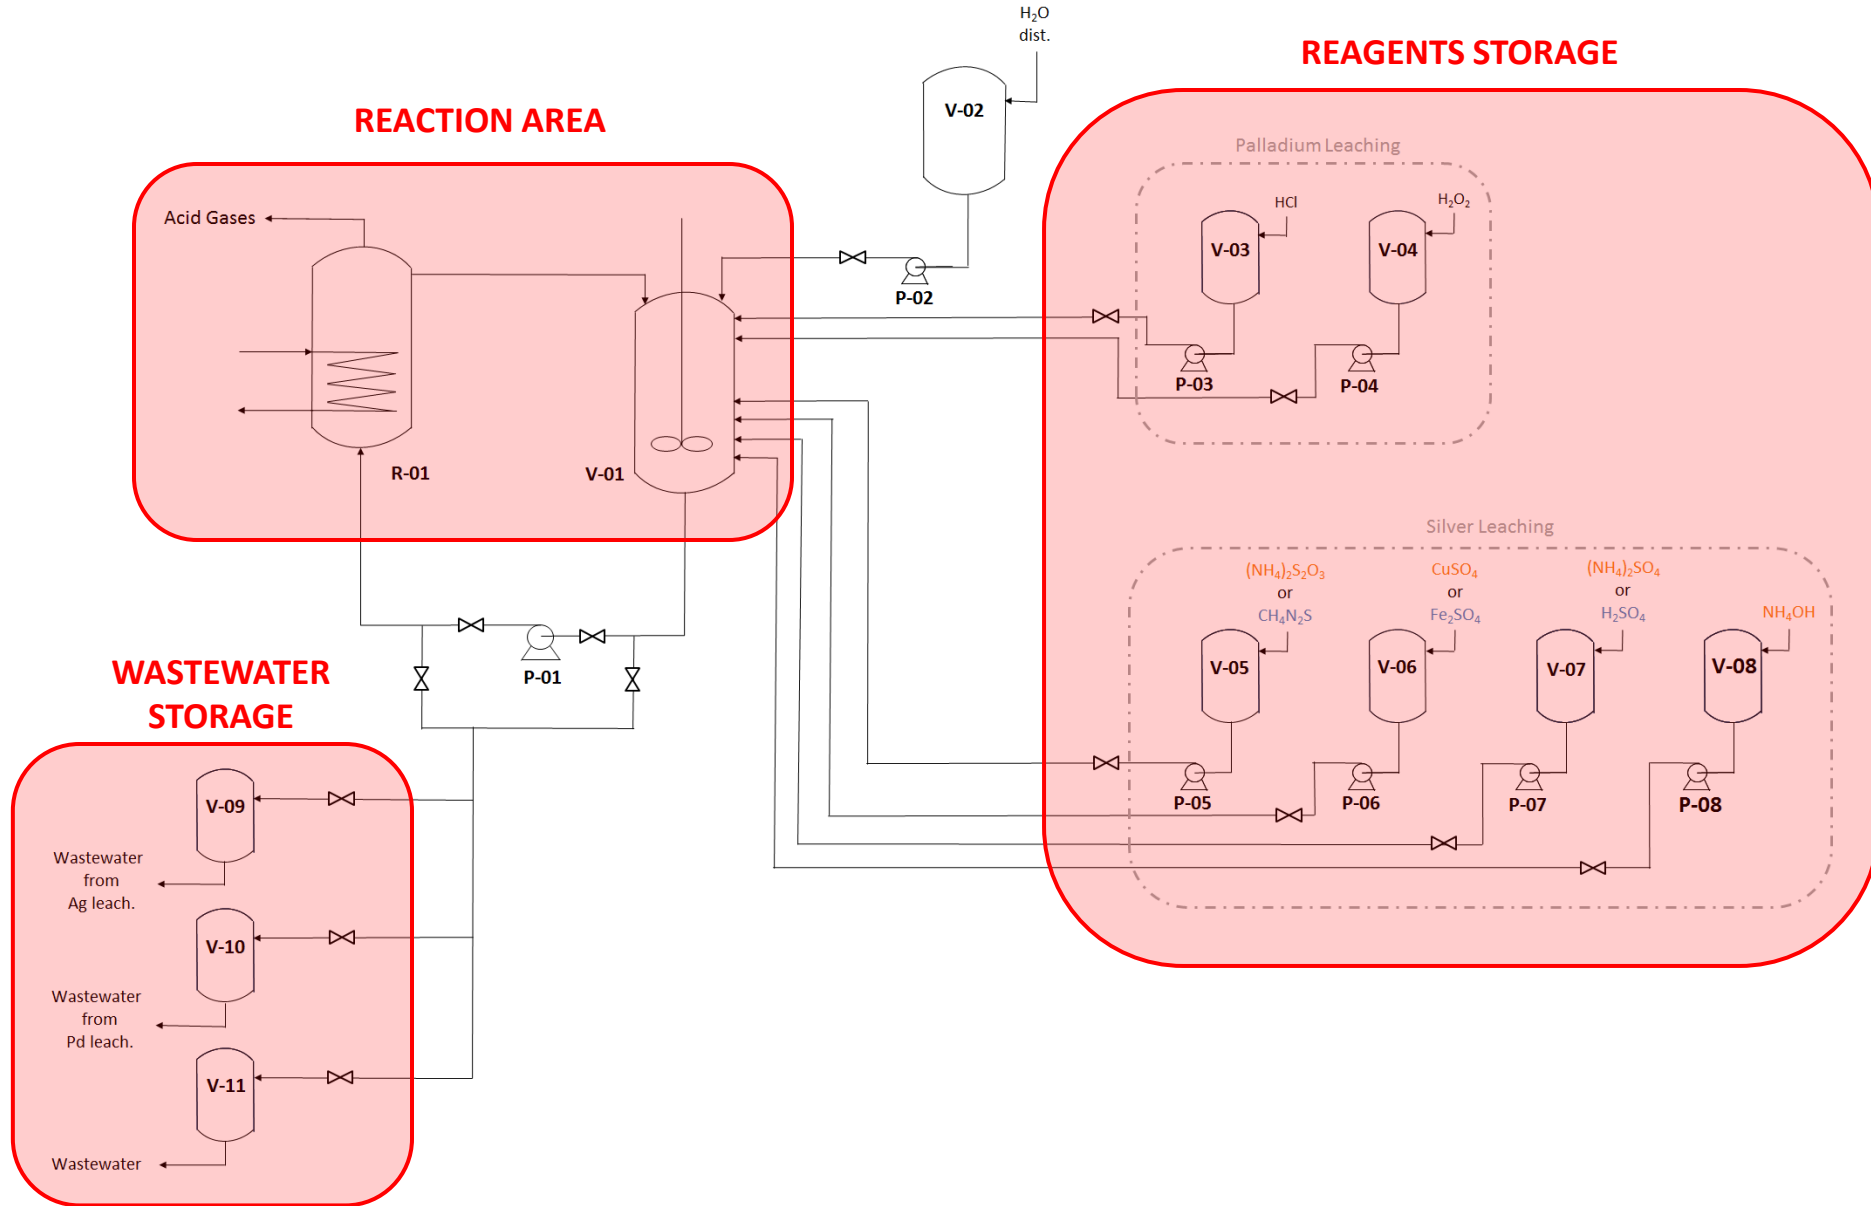 H₂O
dist.
REAGENTS STORAGE
V-02
REACTION AREA
Palladium Leaching
HCl
H₂O₂
Acid Gases
V-03
V-04
P-02
P-03
P-04
R-01
V-01
Silver Leaching
(NH₄)₂S₂O₃
or
CH₄N₂S
CuSO₄
or
Fe₂SO₄
(NH₄)₂SO₄
or
H₂SO₄
NH₄OH
V-05
V-06
V-07
V-08
P-01
WASTEWATER
STORAGE
P-05
P-06
P-07
P-08
V-09
Wastewater
from
Ag leach.
V-10
Wastewater
from
Pd leach.
V-11
Wastewater